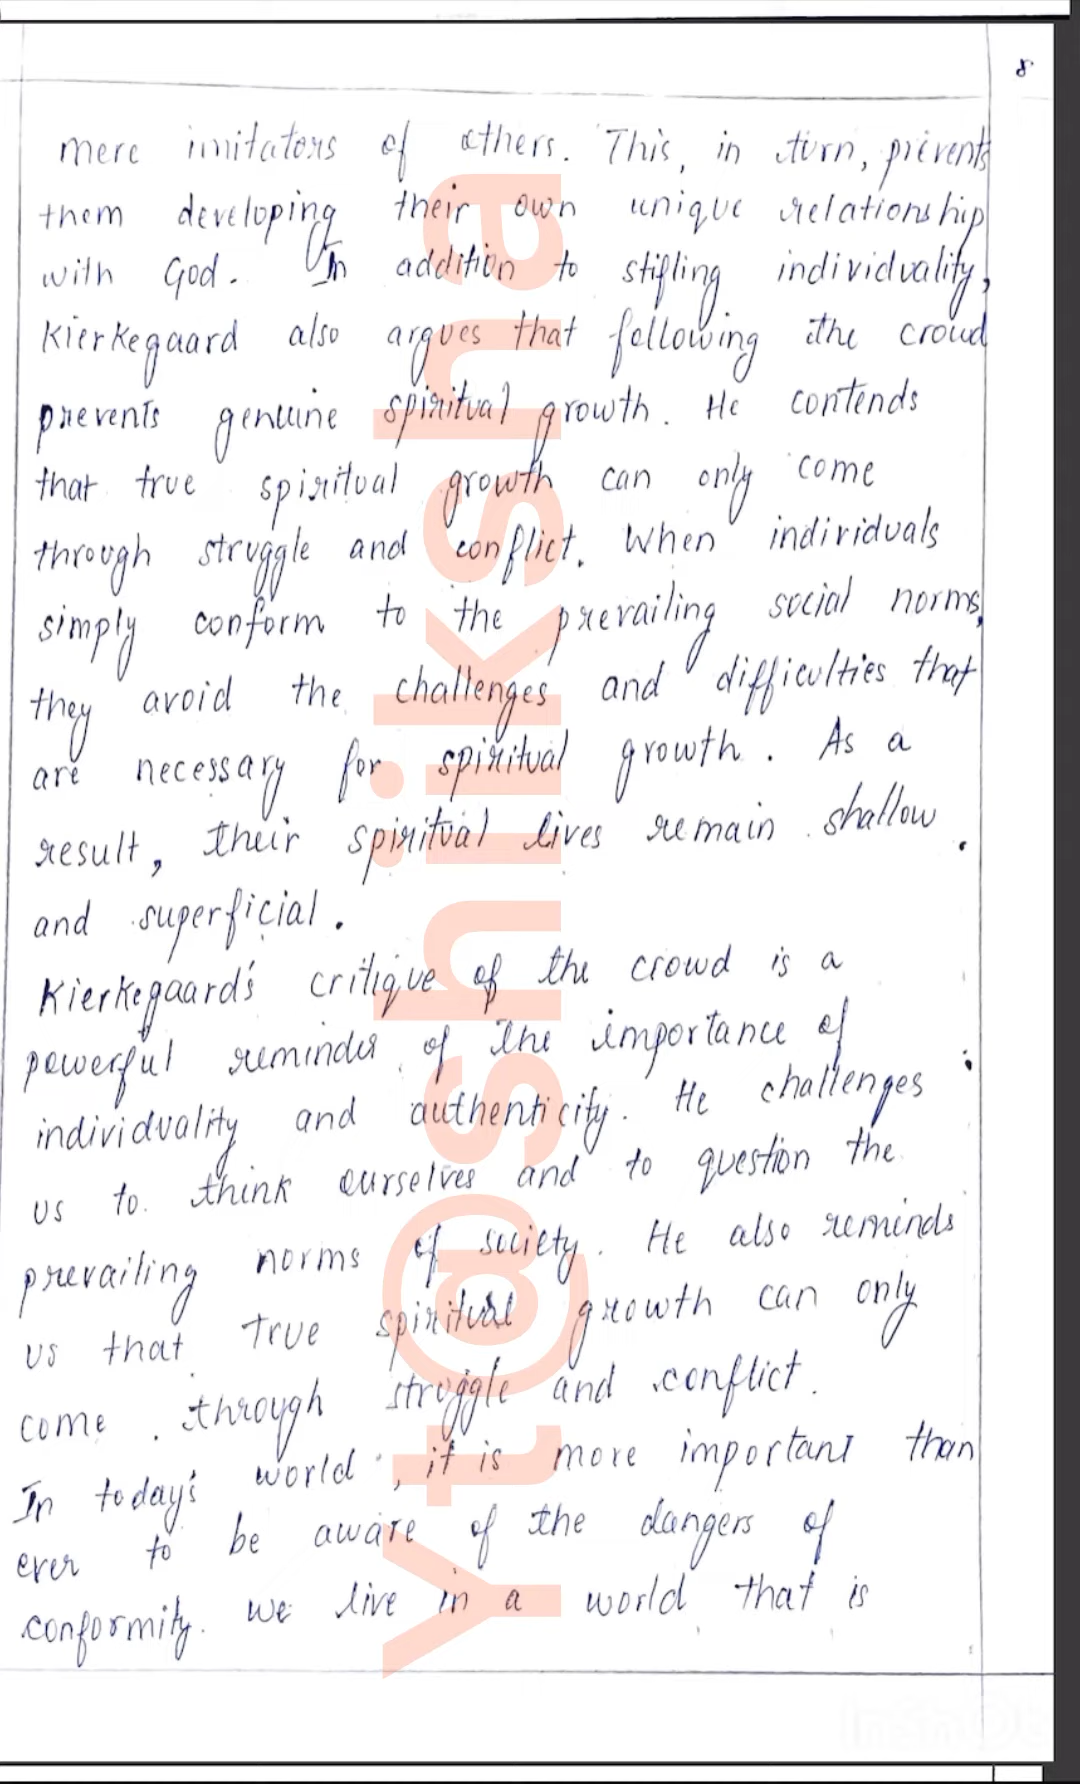 8
mere imitators of others. This, in turn, prevents
them developing their own unique relationship
with God. In addition to stifling individuality,
Kierkegaard also argues that following the crowd
prevents genuine spiritual growth. He contends
that true spiritual growth can only come
through struggle and conflict. When individuals
simply conform to the prevailing social norms,
they avoid the challenges and difficulties that
are necessary for spiritual growth. As a
result, their spiritual lives remain shallow
and superficial.
Kierkegaard's critique of the crowd is a
powerful reminder of the importance of
individuality and authenticity. He challenges
us to think ourselves and to question the
prevailing norms of society. He also reminds
us that true spiritual growth can only
come through struggle and conflict.
In today's world, it is more important than
ever to be aware of the dangers of
conformity. We live in a world that is
Yt@shiksha